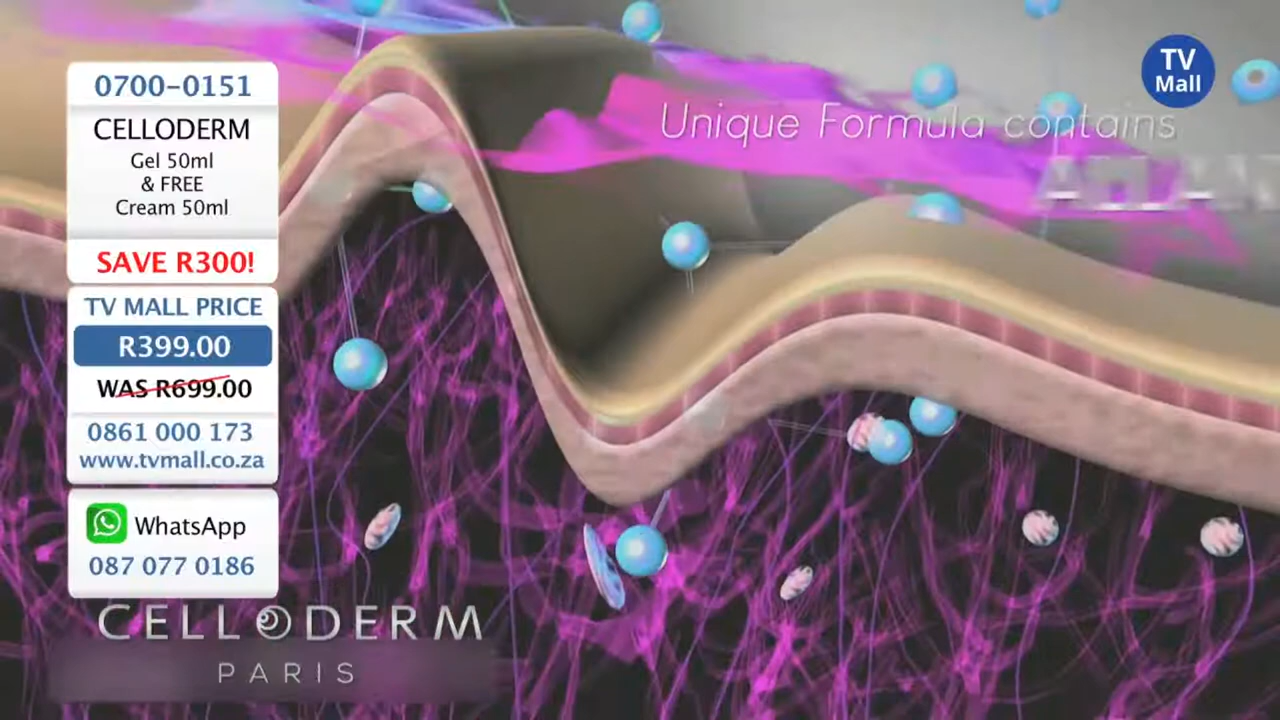 0700-0151
CELLODERM
Gel 50ml
& FREE
Cream 50ml
SAVE R300!
TV MALL PRICE
R399.00
WAS R699.00
0861 000 173
www.tvmall.co.za
WhatsApp
087 077 0186
CELLODERM
PARIS
TV
Mall
Unique Formula contains